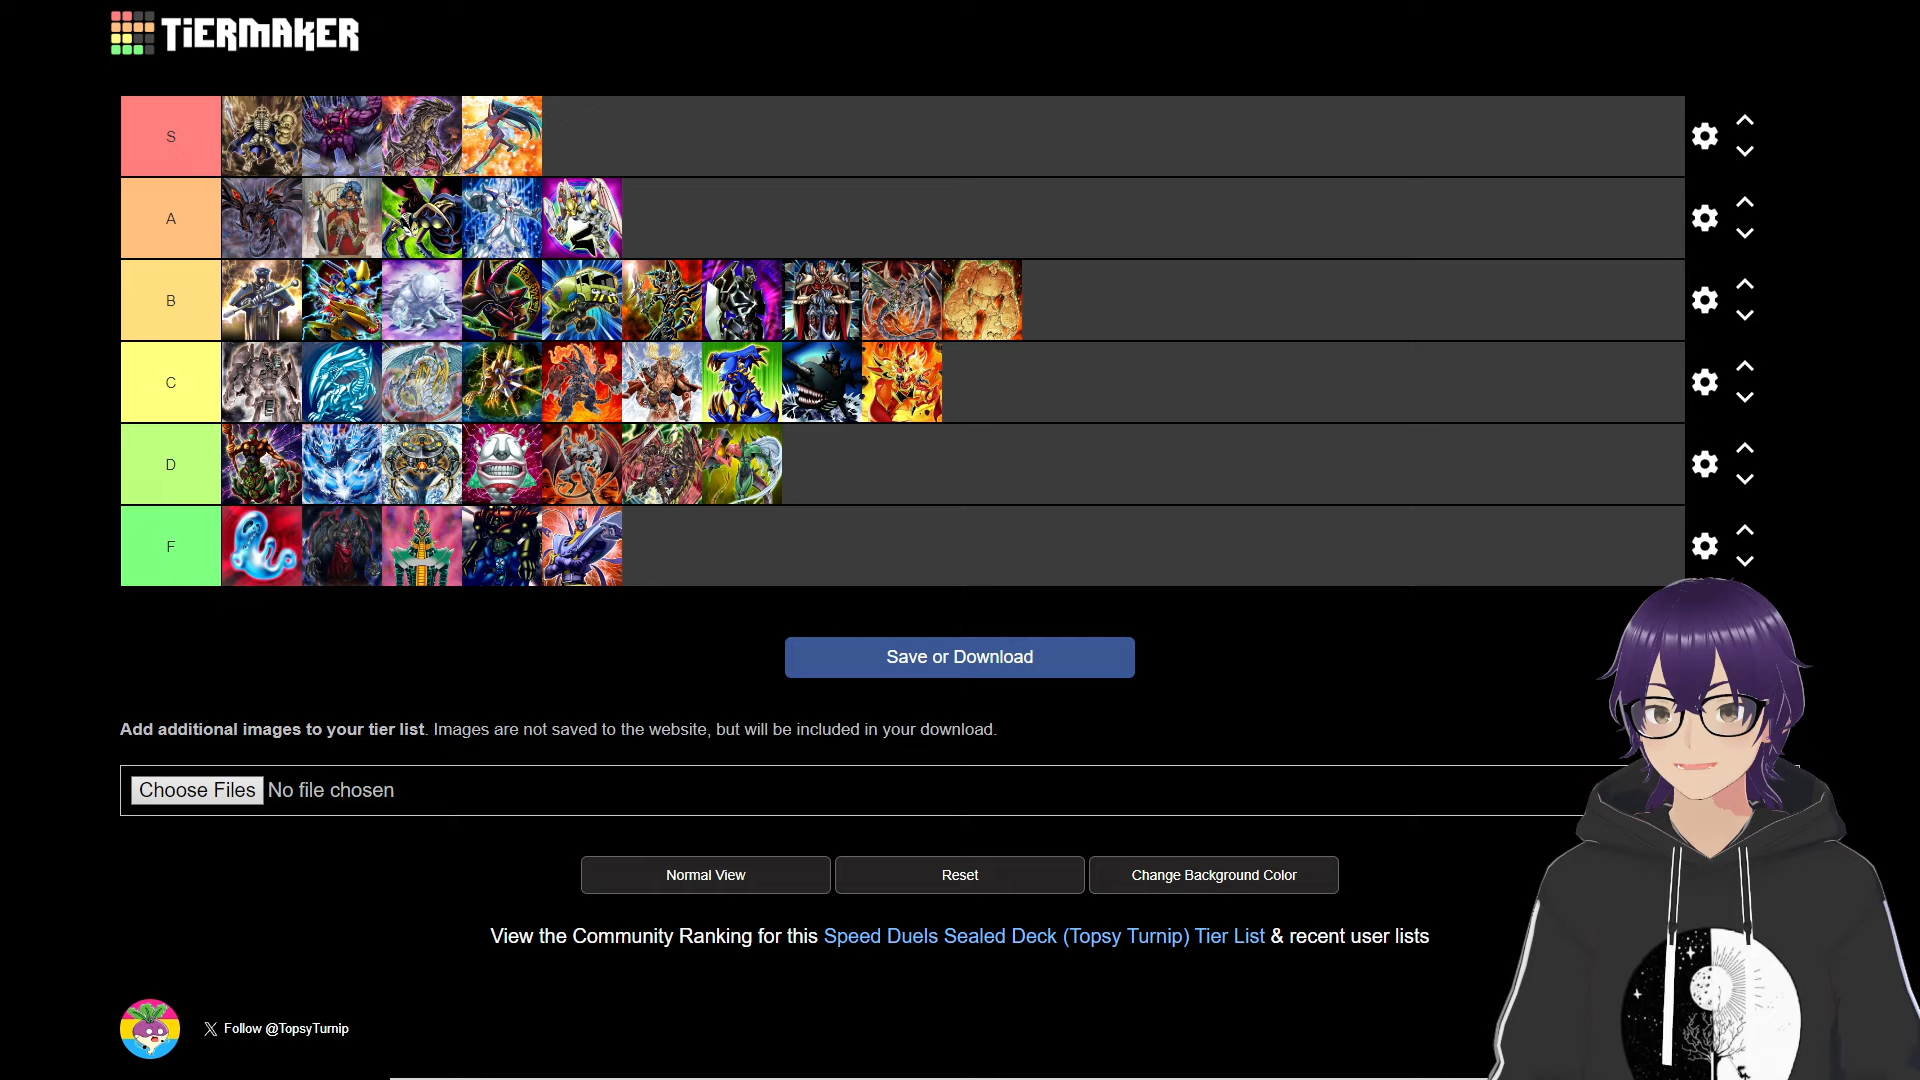 TiERMAKER
S
A
B
C
D
F
Save or Download
Add additional images to your tier list. Images are not saved to the website, but will be included in your download.
Choose Files No file chosen
Normal View
Reset
Change Background Color
View the Community Ranking for this Speed Duels Sealed Deck (Topsy Turnip) Tier List & recent user lists
Follow @TopsyTurnip